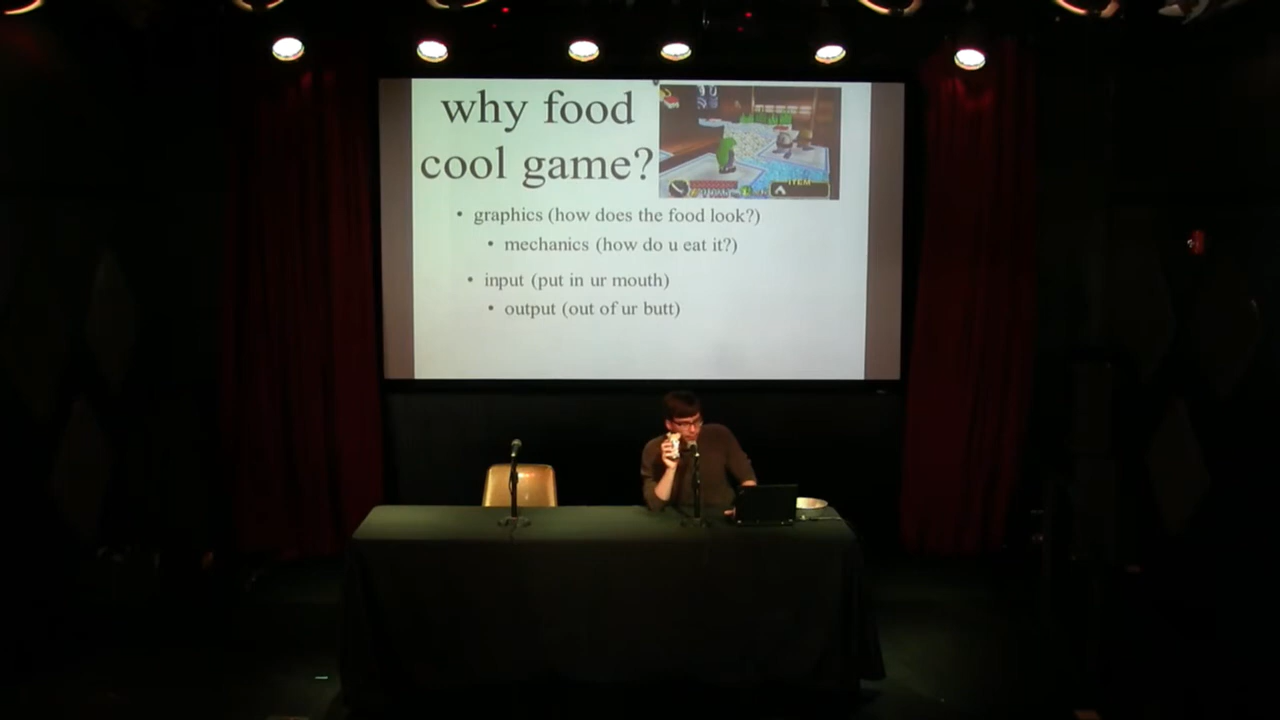 why food
cool game?
ITEM
• graphics (how does the food look?)
• mechanics (how do u eat it?)
• input (put in ur mouth)
• output (out of ur butt)